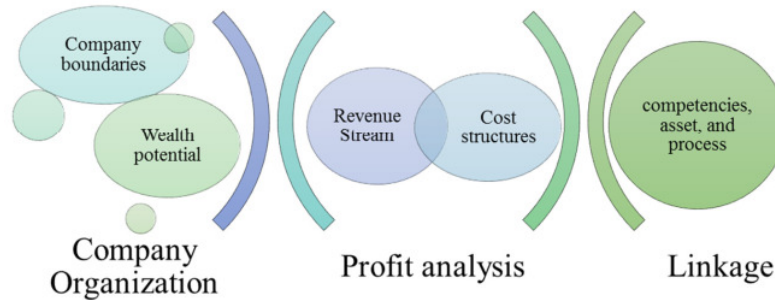 Company
boundaries
Wealth
potential
Revenue
Stream
Cost
structures
competencies,
asset, and
process
Company
Organization
Profit analysis
Linkage